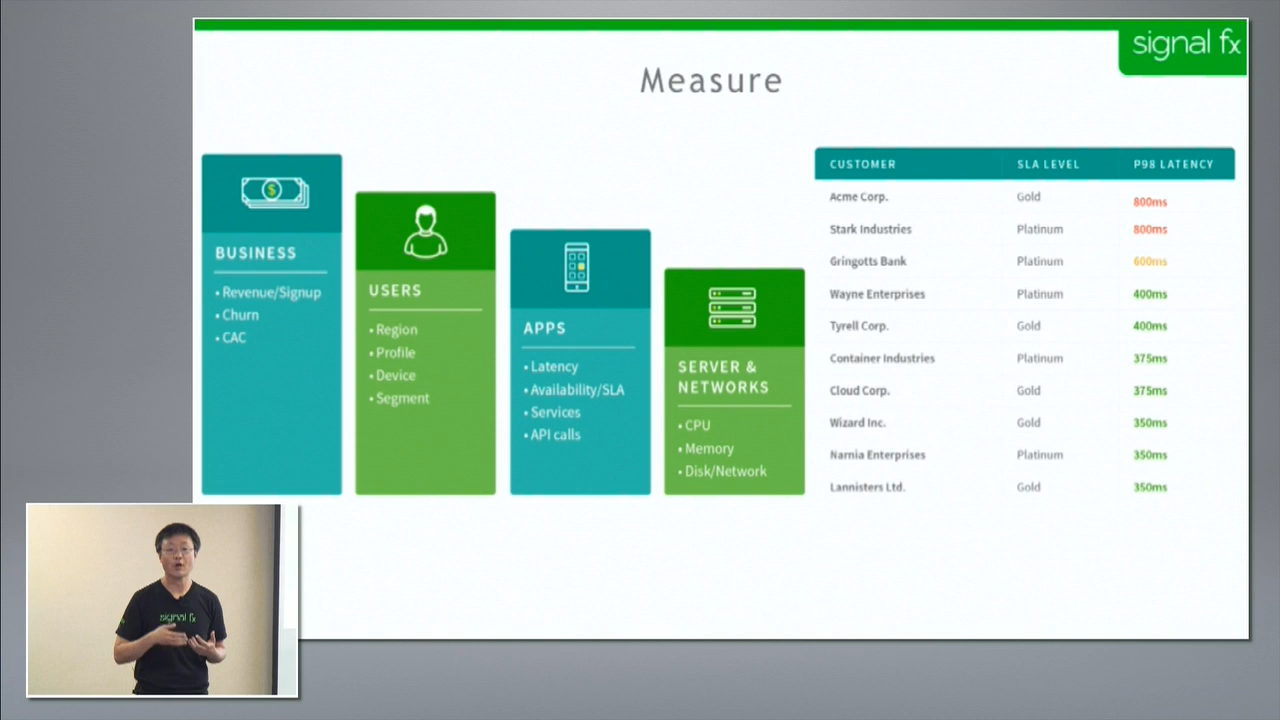 signal fx
Measure
BUSINESS
• Revenue/Signup
• Churn
• CAC
USERS
• Region
• Profile
• Device
• Segment
APPS
• Latency
• Availability/SLA
• Services
• API calls
SERVER &
NETWORKS
• CPU
• Memory
• Disk/Network
CUSTOMER SLA LEVEL P98 LATENCY
Acme Corp. Gold 800ms
Stark Industries Platinum 800ms
Gringotts Bank Platinum 600ms
Wayne Enterprises Platinum 400ms
Tyrell Corp. Gold 400ms
Container Industries Platinum 375ms
Cloud Corp. Gold 375ms
Wizard Inc. Gold 350ms
Narnia Enterprises Platinum 350ms
Lannisters Ltd. Gold 350ms
signal fx